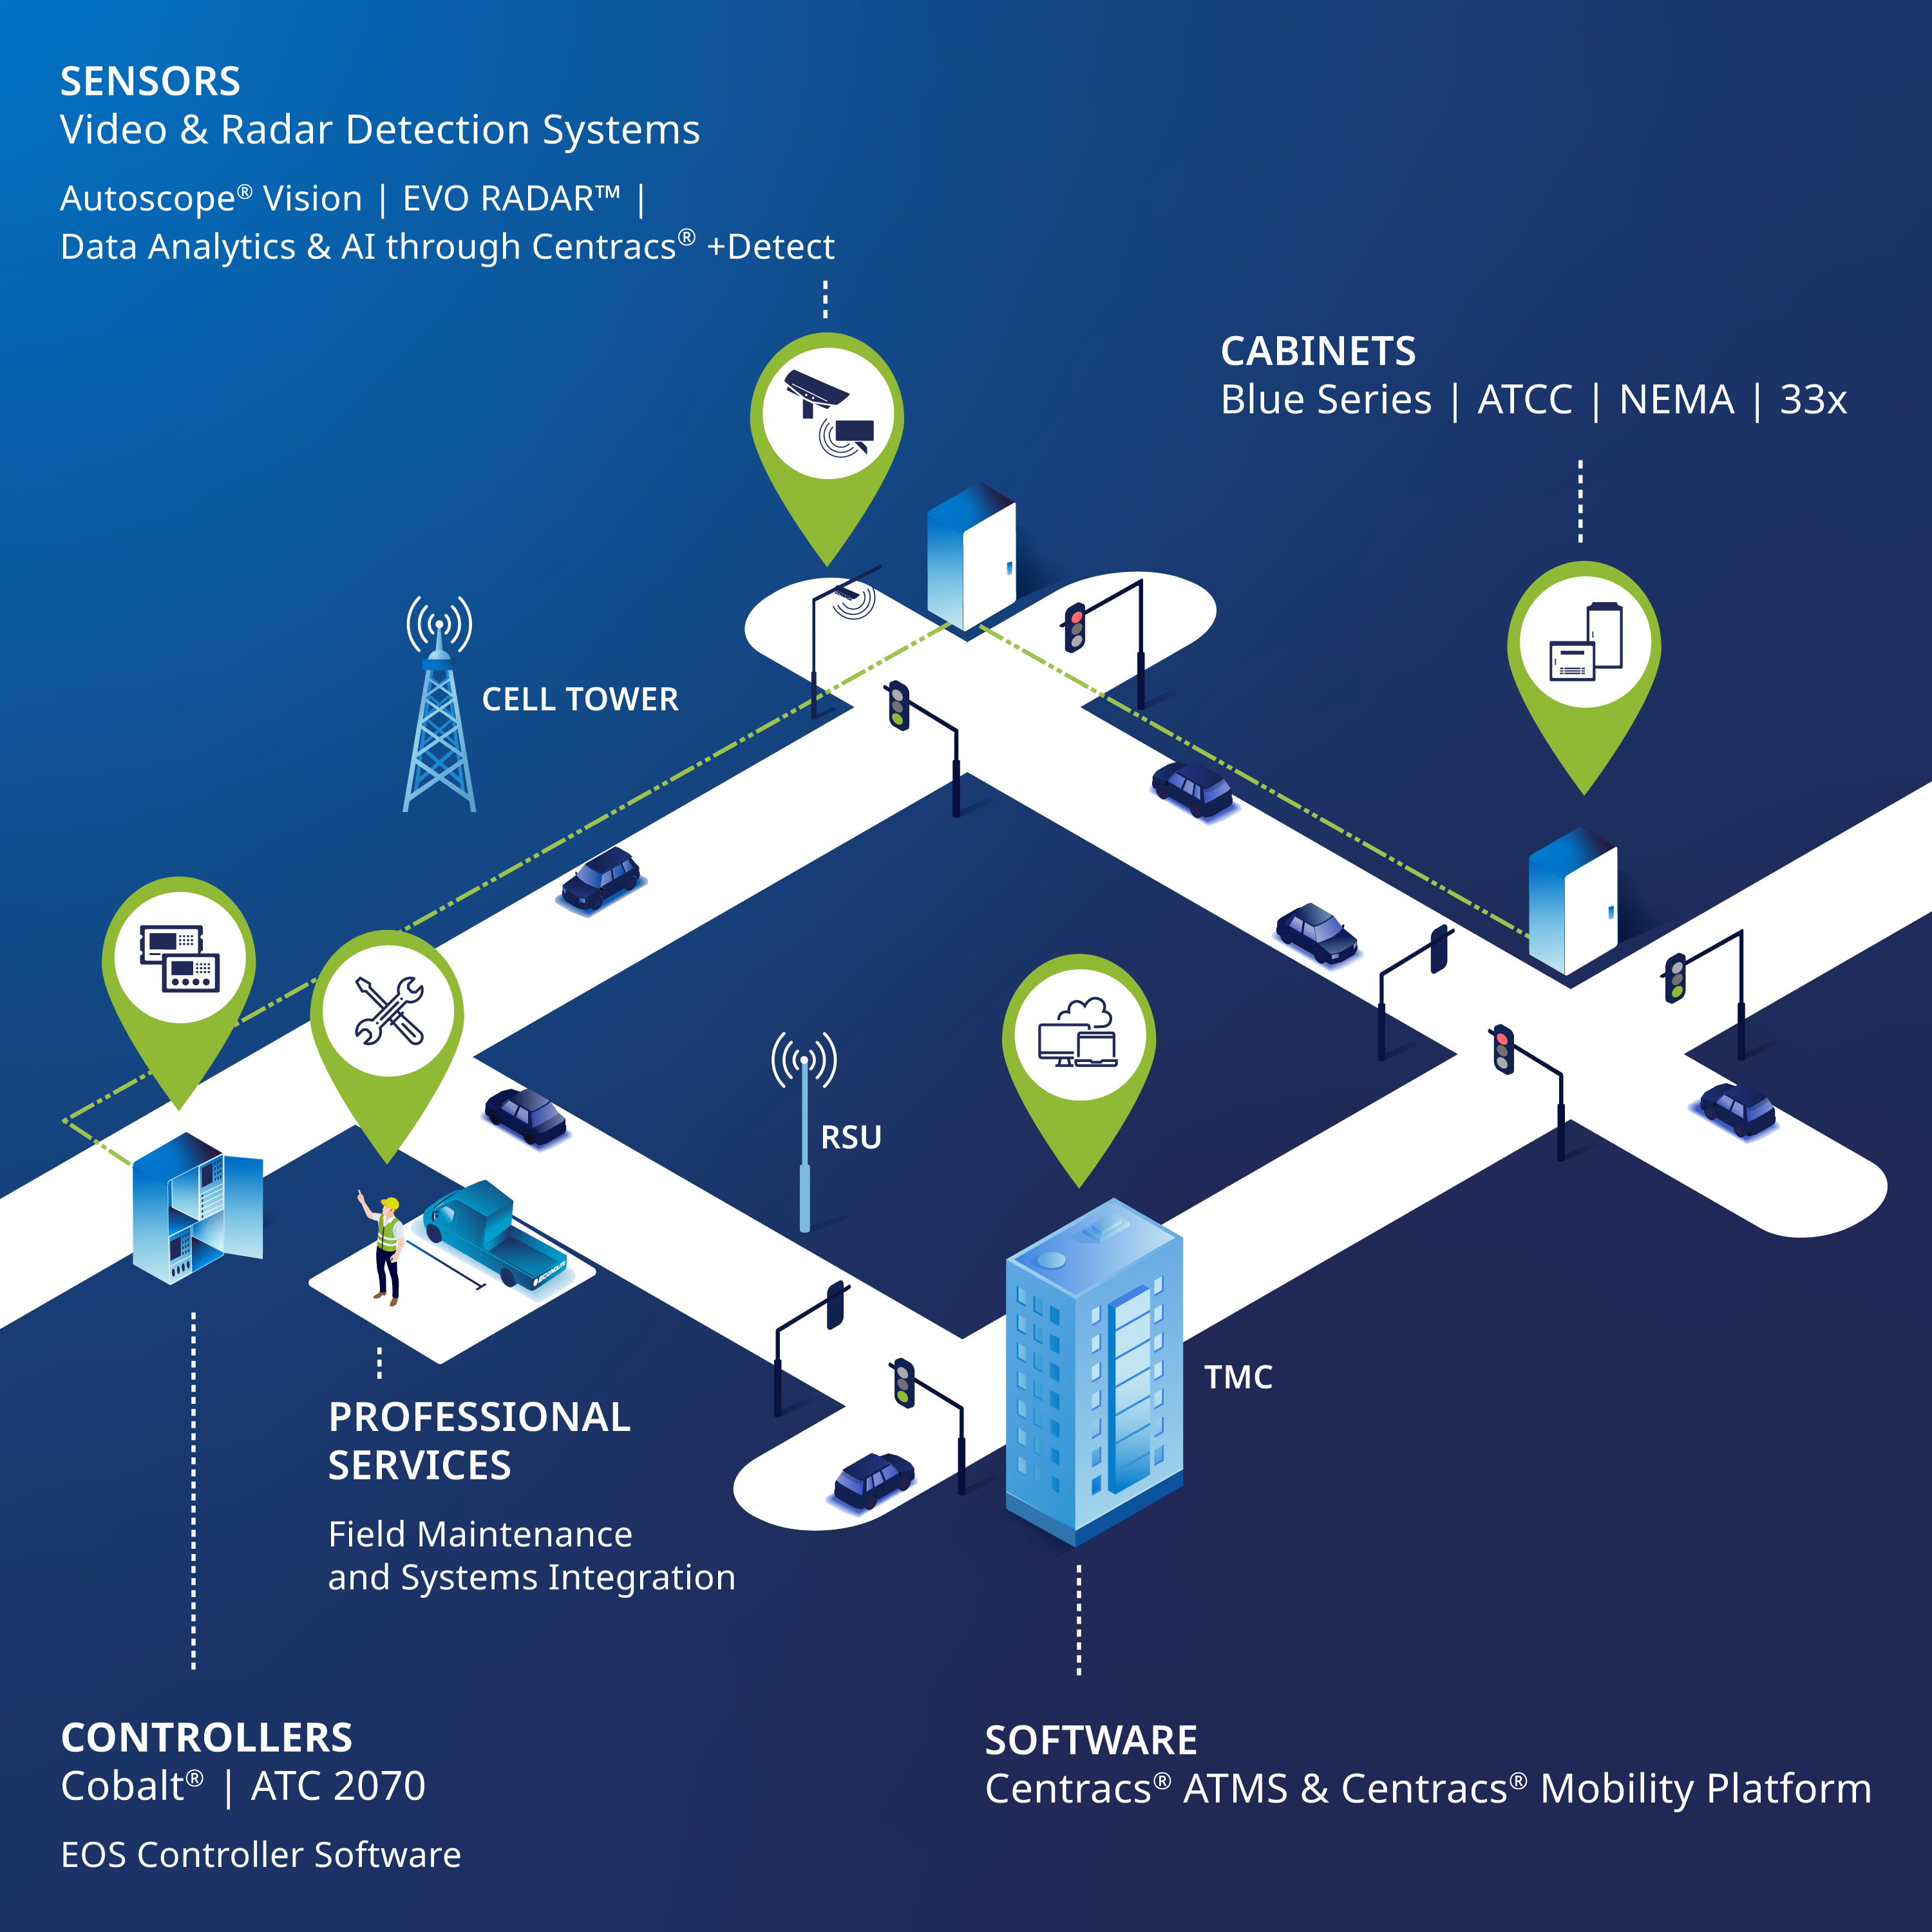 SENSORS
Video & Radar Detection Systems
Autoscope® Vision | EVO RADAR™ |
Data Analytics & AI through Centracs® +Detect
CABINETS
Blue Series | ATCC | NEMA | 33x
CELL TOWER
RSU
ECONOLITE
TMC
PROFESSIONAL
SERVICES
Field Maintenance
and Systems Integration
CONTROLLERS
Cobalt® | ATC 2070
EOS Controller Software
SOFTWARE
Centracs® ATMS & Centracs® Mobility Platform